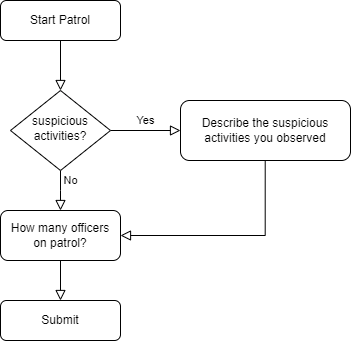 Start Patrol
suspicious
activities?
Yes
Describe the suspicious
activities you observed
No
How many officers
on patrol?
Submit